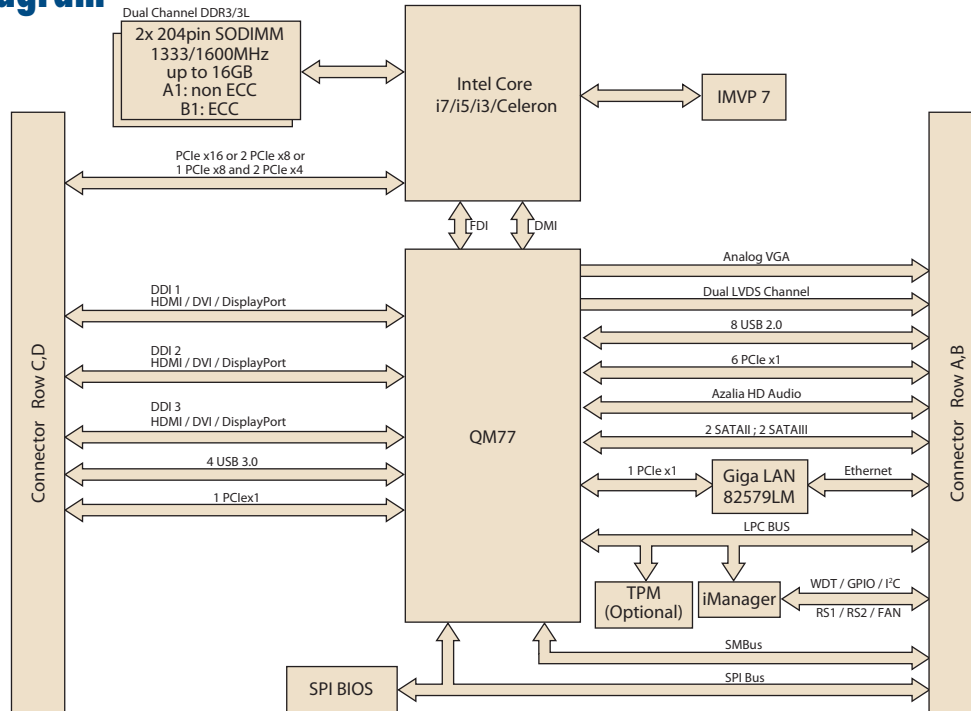 Dual Channel DDR3/3L
2x 204pin SODIMM
1333/1600MHz
up to 16GB
A1: non ECC
B1: ECC
Intel Core
i7/i5/i3/Celeron
IMVP 7
PCIe x16 or 2 PCIe x8 or
1 PCIe x8 and 2 PCIe x4
FDI
DMI
Connector Row C,D
DDI 1
HDMI / DVI / DisplayPort
DDI 2
HDMI / DVI / DisplayPort
DDI 3
HDMI / DVI / DisplayPort
4 USB 3.0
1 PCIex1
QM77
Analog VGA
Dual LVDS Channel
8 USB 2.0
6 PCIe x1
Azalia HD Audio
2 SATAII ; 2 SATAIII
1 PCIe x1
Giga LAN
82579LM
Ethernet
LPC BUS
TPM
(Optional)
iManager
WDT / GPIO / I²C
RS1 / RS2 / FAN
SMBus
SPI Bus
SPI BIOS
Connector Row A,B